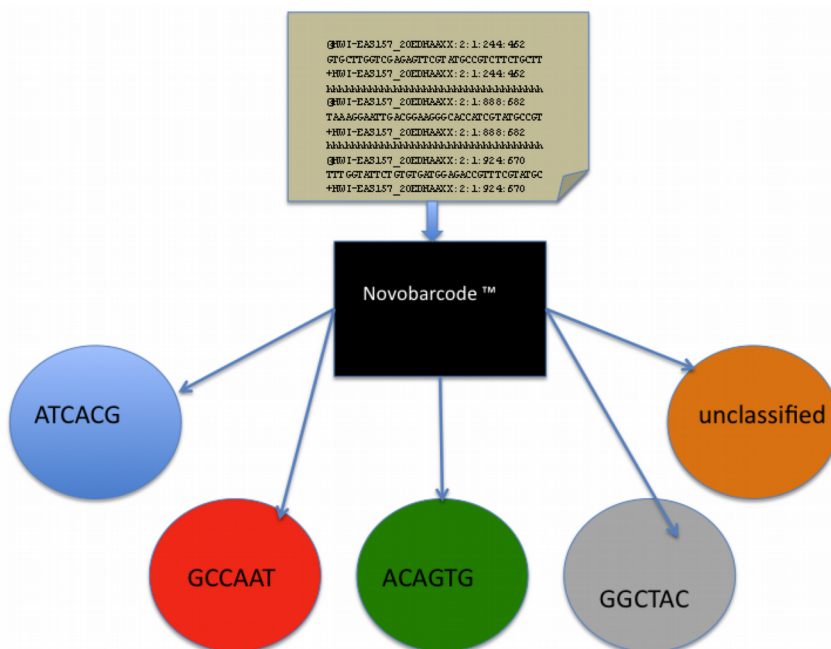 @HWI-EAS157_20EDHAAXX:2:1:244:462
GTGCTTGGTCGAGAGTTCGTATGCCGTCTTCTGCTT
+HWI-EAS157_20EDHAAXX:2:1:244:462
hhhhhhhhhhhhhhhhhhhhhhhhhhhhhhhhhhhh
@HWI-EAS157_20EDHAAXX:2:1:888:682
TAAAGGAATTGACGGAAGGGCACCATCGTATGCCGT
+HWI-EAS157_20EDHAAXX:2:1:888:682
hhhhhhhhhhhhhhhhhhhhhhhhhhhhhhhhhhhh
@HWI-EAS157_20EDHAAXX:2:1:924:670
TTTGGTATTCTGTGTGATGGAGACCGTTTCGTATGC
+HWI-EAS157_20EDHAAXX:2:1:924:670
Novobarcode ™
ATCACG
unclassified
GCCAAT
ACAGTG
GGCTAC